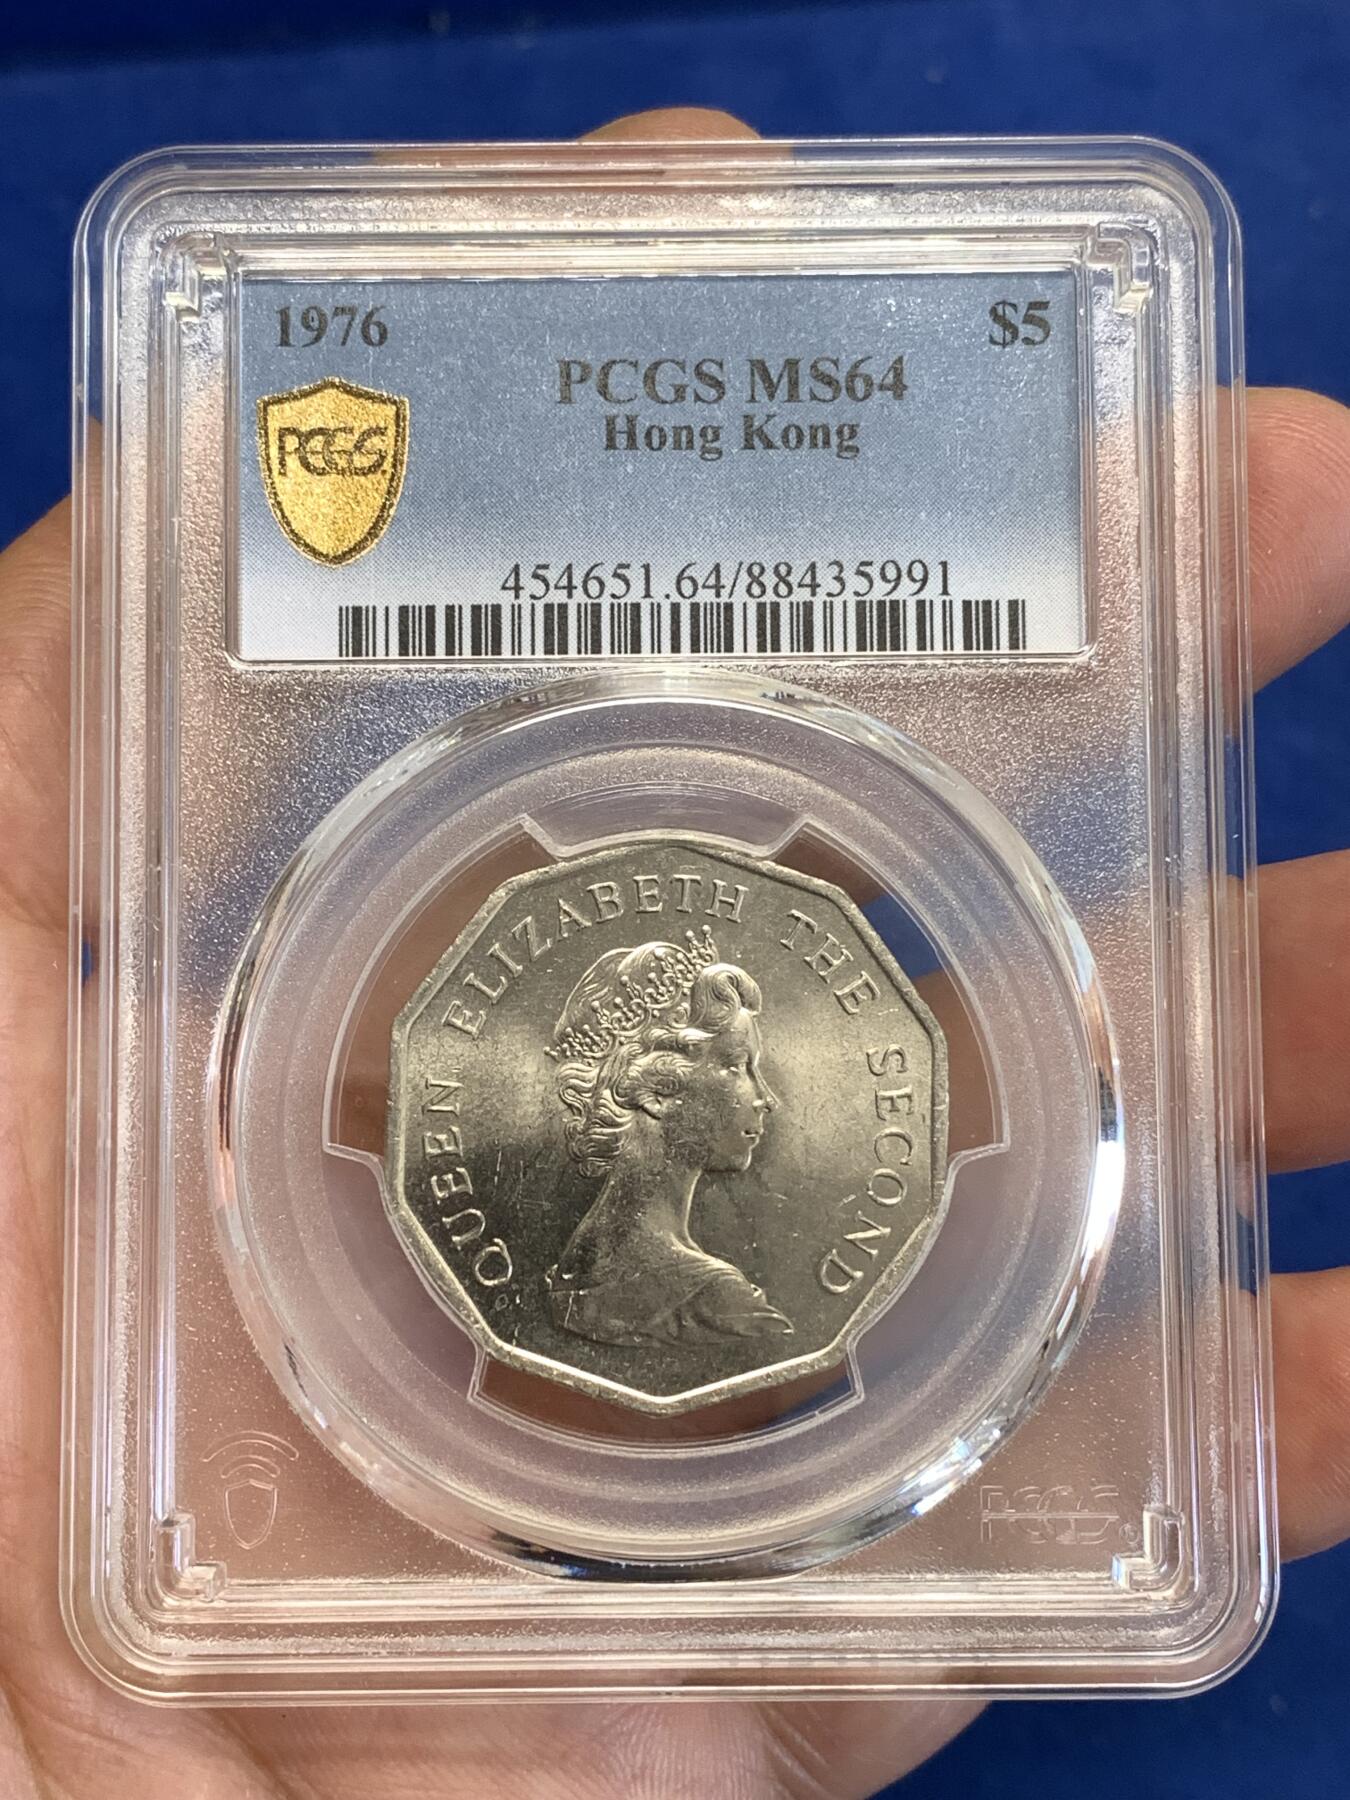 1976 $5
PCGS MS64
Hong Kong
PCGS
454651.64/88435991
QUEEN ELIZABETH THE SECOND
PCGS